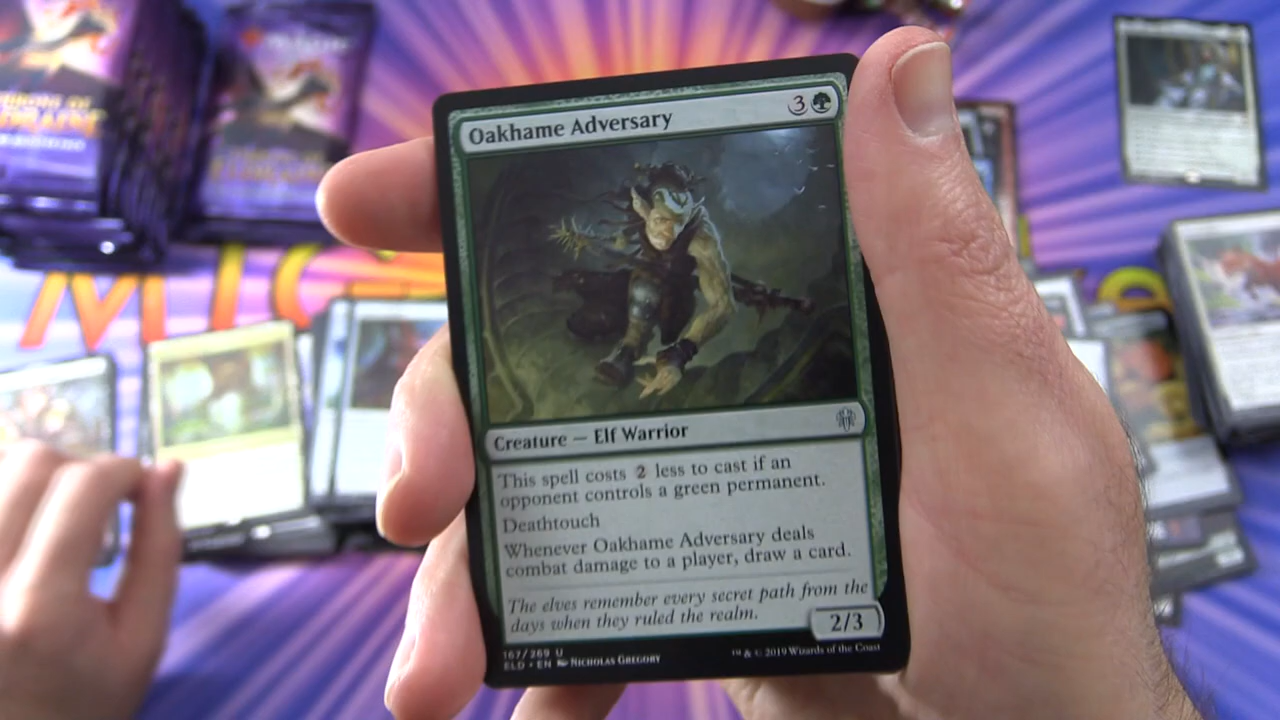 Oakhame Adversary 3
Creature — Elf Warrior
This spell costs 2 less to cast if an
opponent controls a green permanent.
Deathtouch
Whenever Oakhame Adversary deals
combat damage to a player, draw a card.
The elves remember every secret path from the
days when they ruled the realm.
2/3
167/269 U
ELD • EN Nicholas Gregory
™ & © 2019 Wizards of the Coast